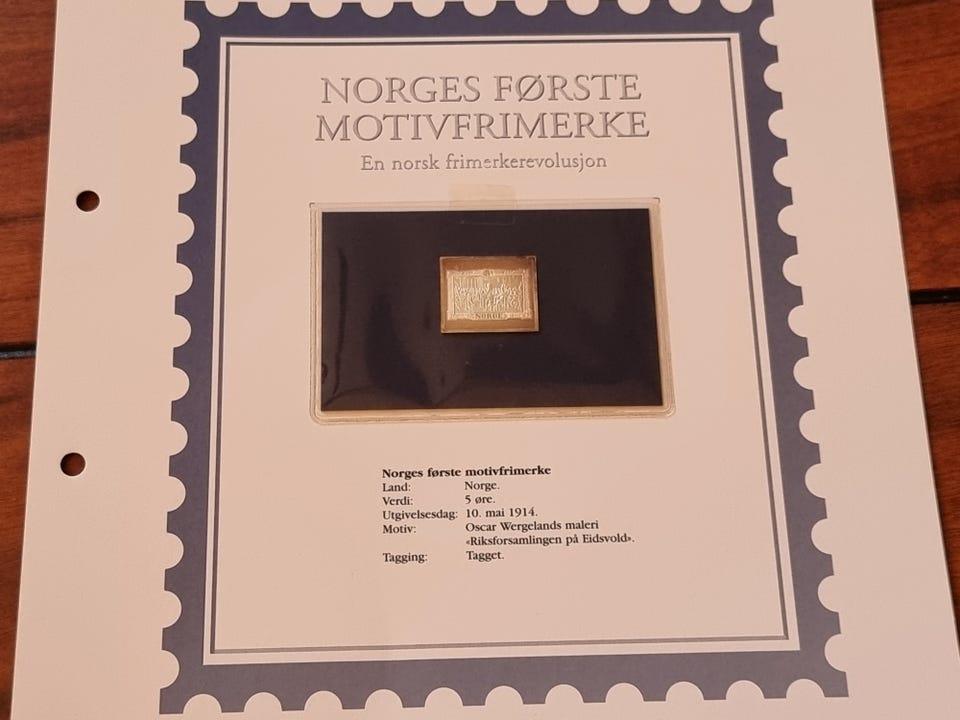 NORGES FØRSTE
MOTIVFRIMERKE
En norsk frimerkerevolusjon
NORGE
Norges første motivfrimerke
Land: Norge.
Verdi: 5 øre.
Utgivelsesdag: 10. mai 1914.
Motiv: Oscar Wergelands maleri
«Riksforsamlingen på Eidsvold».
Tagging: Tagget.